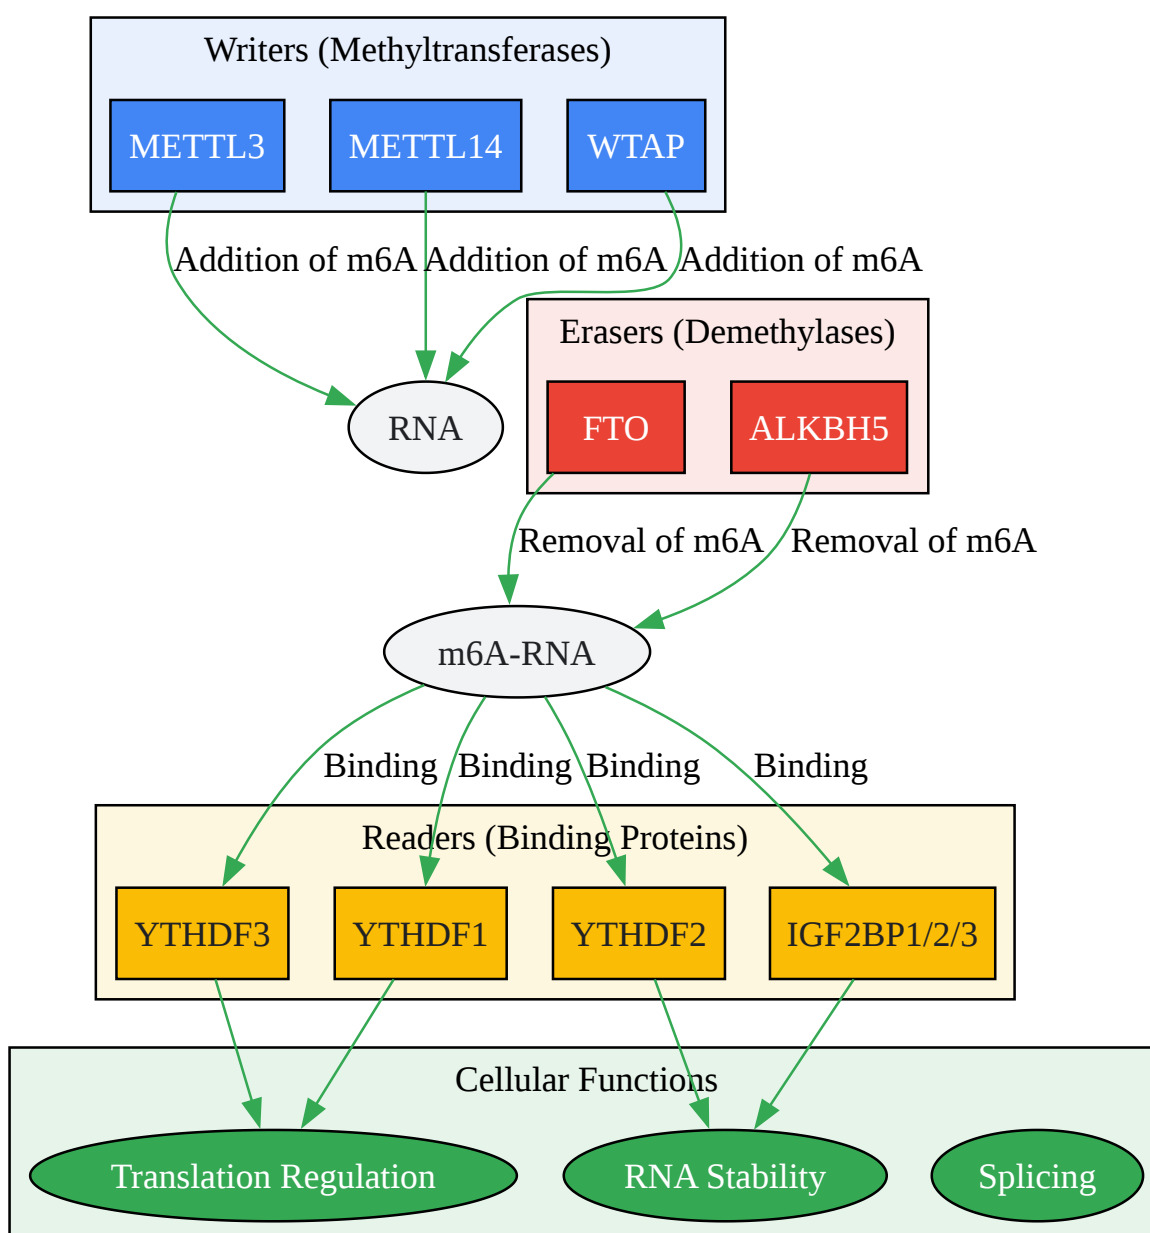 Writers (Methyltransferases)
METTL3
METTL14
WTAP
Addition of m6A
Addition of m6A
Addition of m6A
Erasers (Demethylases)
RNA
FTO
ALKBH5
Removal of m6A
Removal of m6A
m6A-RNA
Binding
Binding
Binding
Binding
Readers (Binding Proteins)
YTHDF3
YTHDF1
YTHDF2
IGF2BP1/2/3
Cellular Functions
Translation Regulation
RNA Stability
Splicing